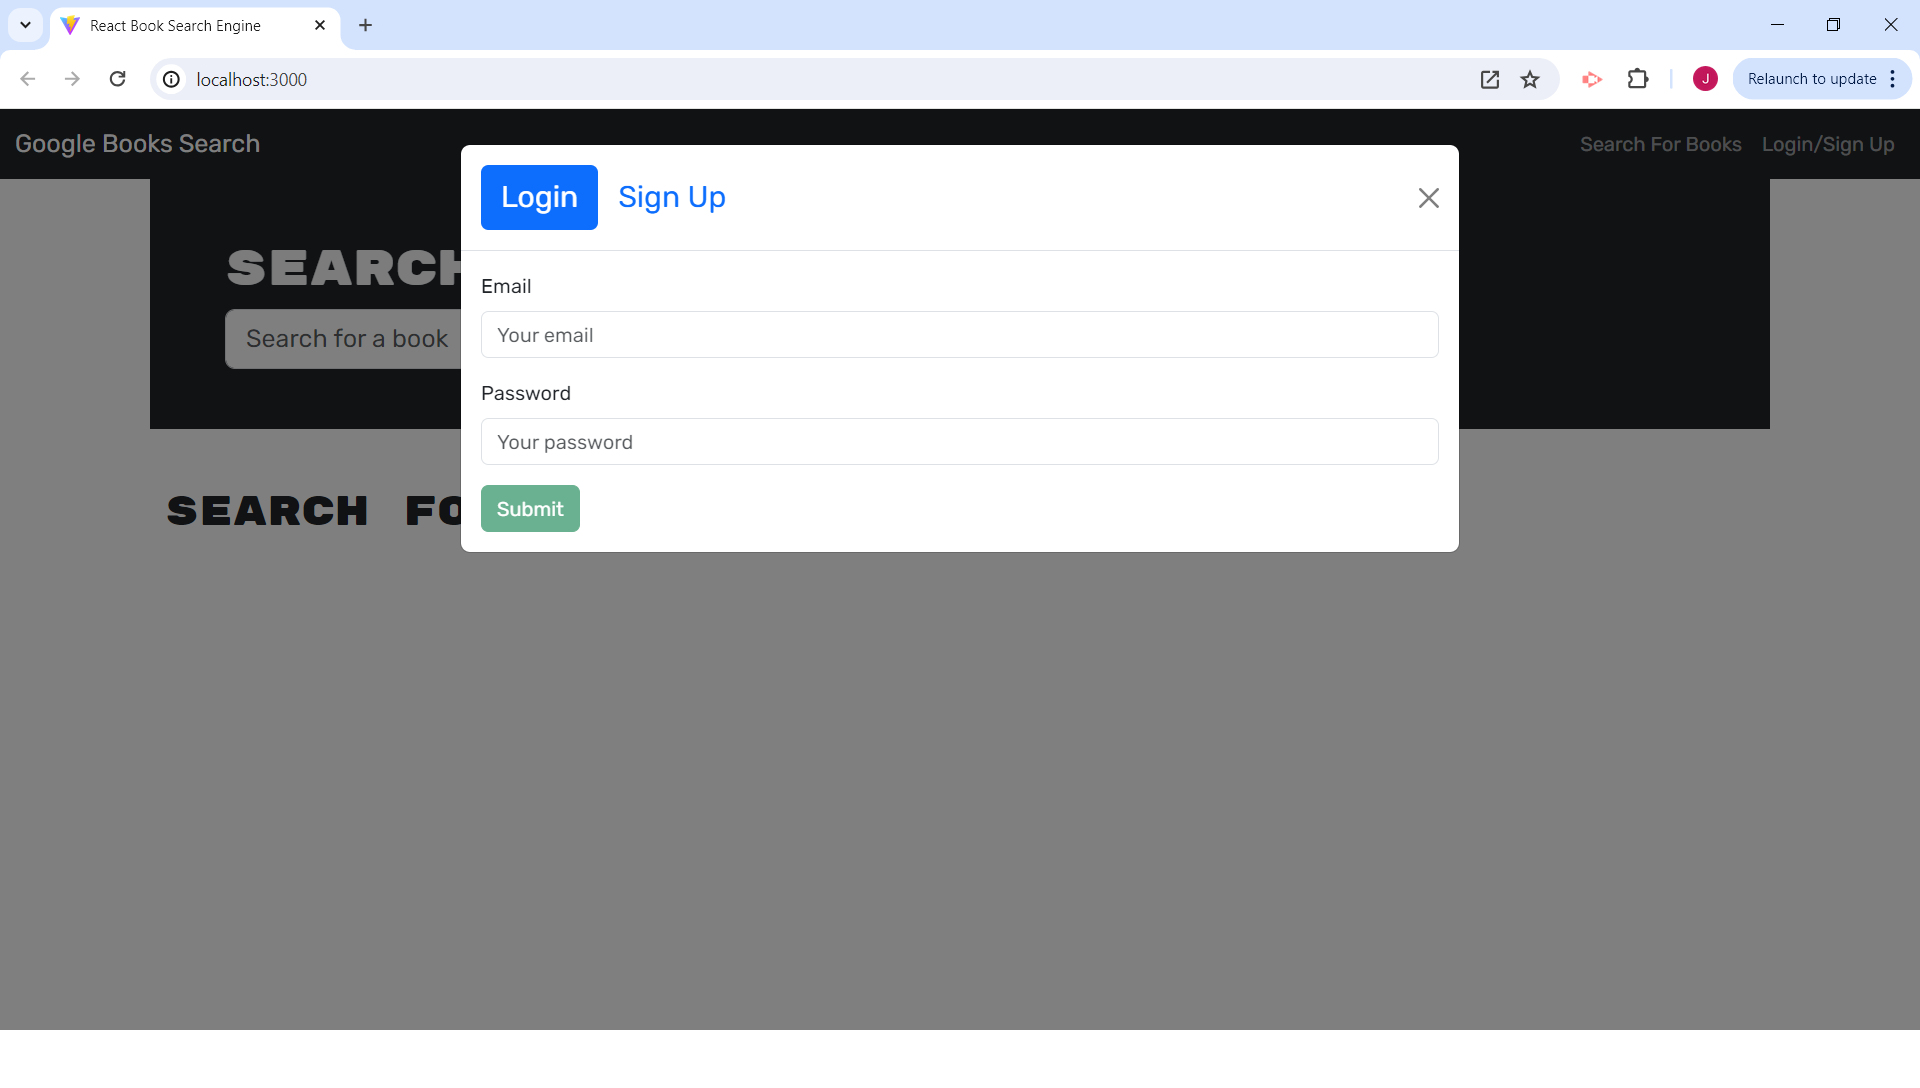 React Book Search Engine
localhost:3000
J
Relaunch to update
Google Books Search
Search For Books
Login/Sign Up
Login
Sign Up
SEARCH
Search for a book
Email
Your email
Password
Your password
SEARCH FO
Submit